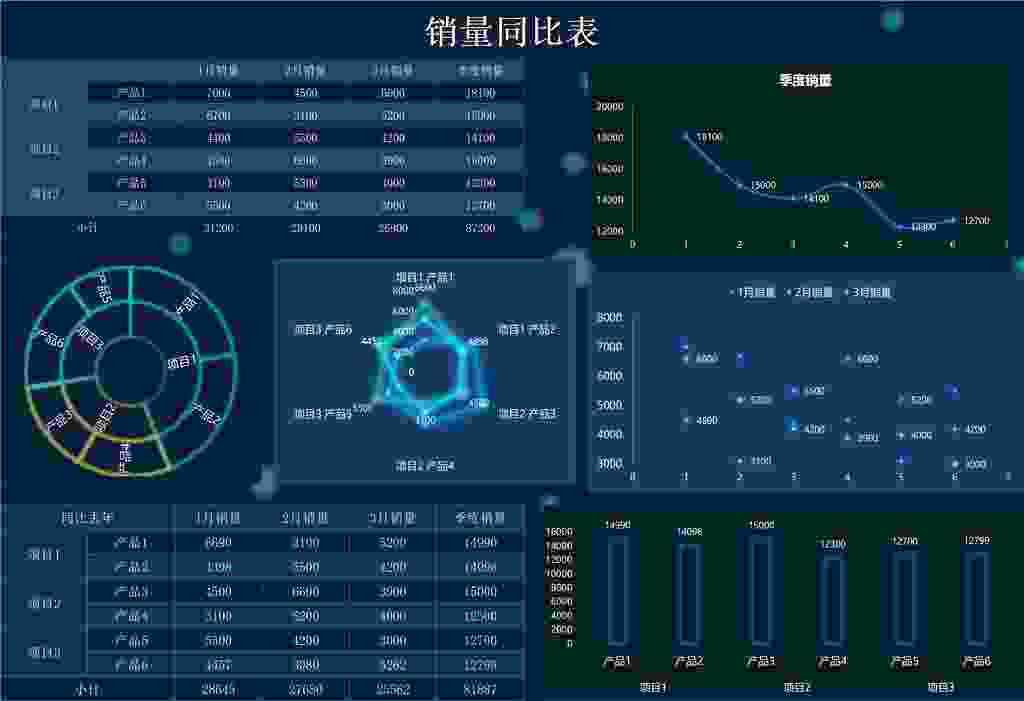 销量同比表
1月销量 2月销量 3月销量 季度销量
项目1 产品1 7000 4500 6600 18100
产品2 6700 3100 5200 15000
项目2 产品3 4400 5500 4200 14100
产品4 4500 6600 3900 15000
项目3 产品5 3100 5200 4000 12300
产品6 5500 4200 3000 12700
小计 31200 29100 26900 87200
季度销量
20000
18000
16000
14000
12000
18100
15000
14100
15000
12300
12700
0 1 2 3 4 5 6 7
产品1
产品2
产品3
产品4
产品5
产品6
项目1
项目2
项目3
项目1 产品1
项目1 产品2
项目2 产品3
项目2 产品4
项目3 产品5
项目3 产品6
8000
6000
4000
0
1月销量 2月销量 3月销量
8000
7000
6000
5000
4000
3000
6600
4500
5200
3100
5500
4200
6600
3900
5200
4000
4200
3000
0 1 2 3 4 5 6 7
同比去年 1月销量 2月销量 3月销量 季度销量
项目1 产品1 6690 3100 5200 14990
产品2 4398 5500 4200 14098
项目2 产品3 4500 6600 3900 15000
产品4 3100 5200 4000 12300
项目3 产品5 5500 4200 3000 12700
产品6
小计 28645 27680 25562 81887
16000
14000
12000
10000
8000
6000
4000
2000
0
14990
14098
15000
12300
12700
12799
产品1 产品2 产品3 产品4 产品5 产品6
项目1 项目2 项目3